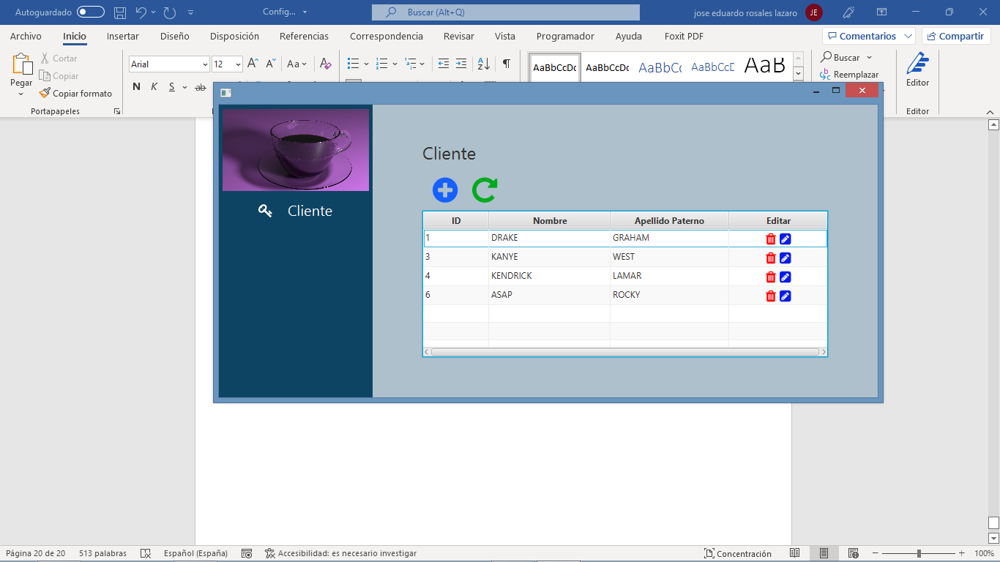 Autoguardado Config... Buscar (Alt+Q) jose eduardo rosales lazaro JE
Archivo Inicio Insertar Diseño Disposición Referencias Correspondencia Revisar Vista Programador Ayuda Foxit PDF Comentarios Compartir
Pegar
Cortar
Copiar
Copiar formato
Portapapeles
Arial 12 A A Aa A
N K S ab
AaBbCcDc AaBbCcDc AaBbCc AaBbCcD AaB
Buscar
Reemplazar
Editor
Editor
Cliente
Cliente
ID Nombre Apellido Paterno Editar
1 DRAKE GRAHAM
3 KANYE WEST
4 KENDRICK LAMAR
6 ASAP ROCKY
Página 20 de 20 513 palabras Español (España) Accesibilidad: es necesario investigar Concentración 100%